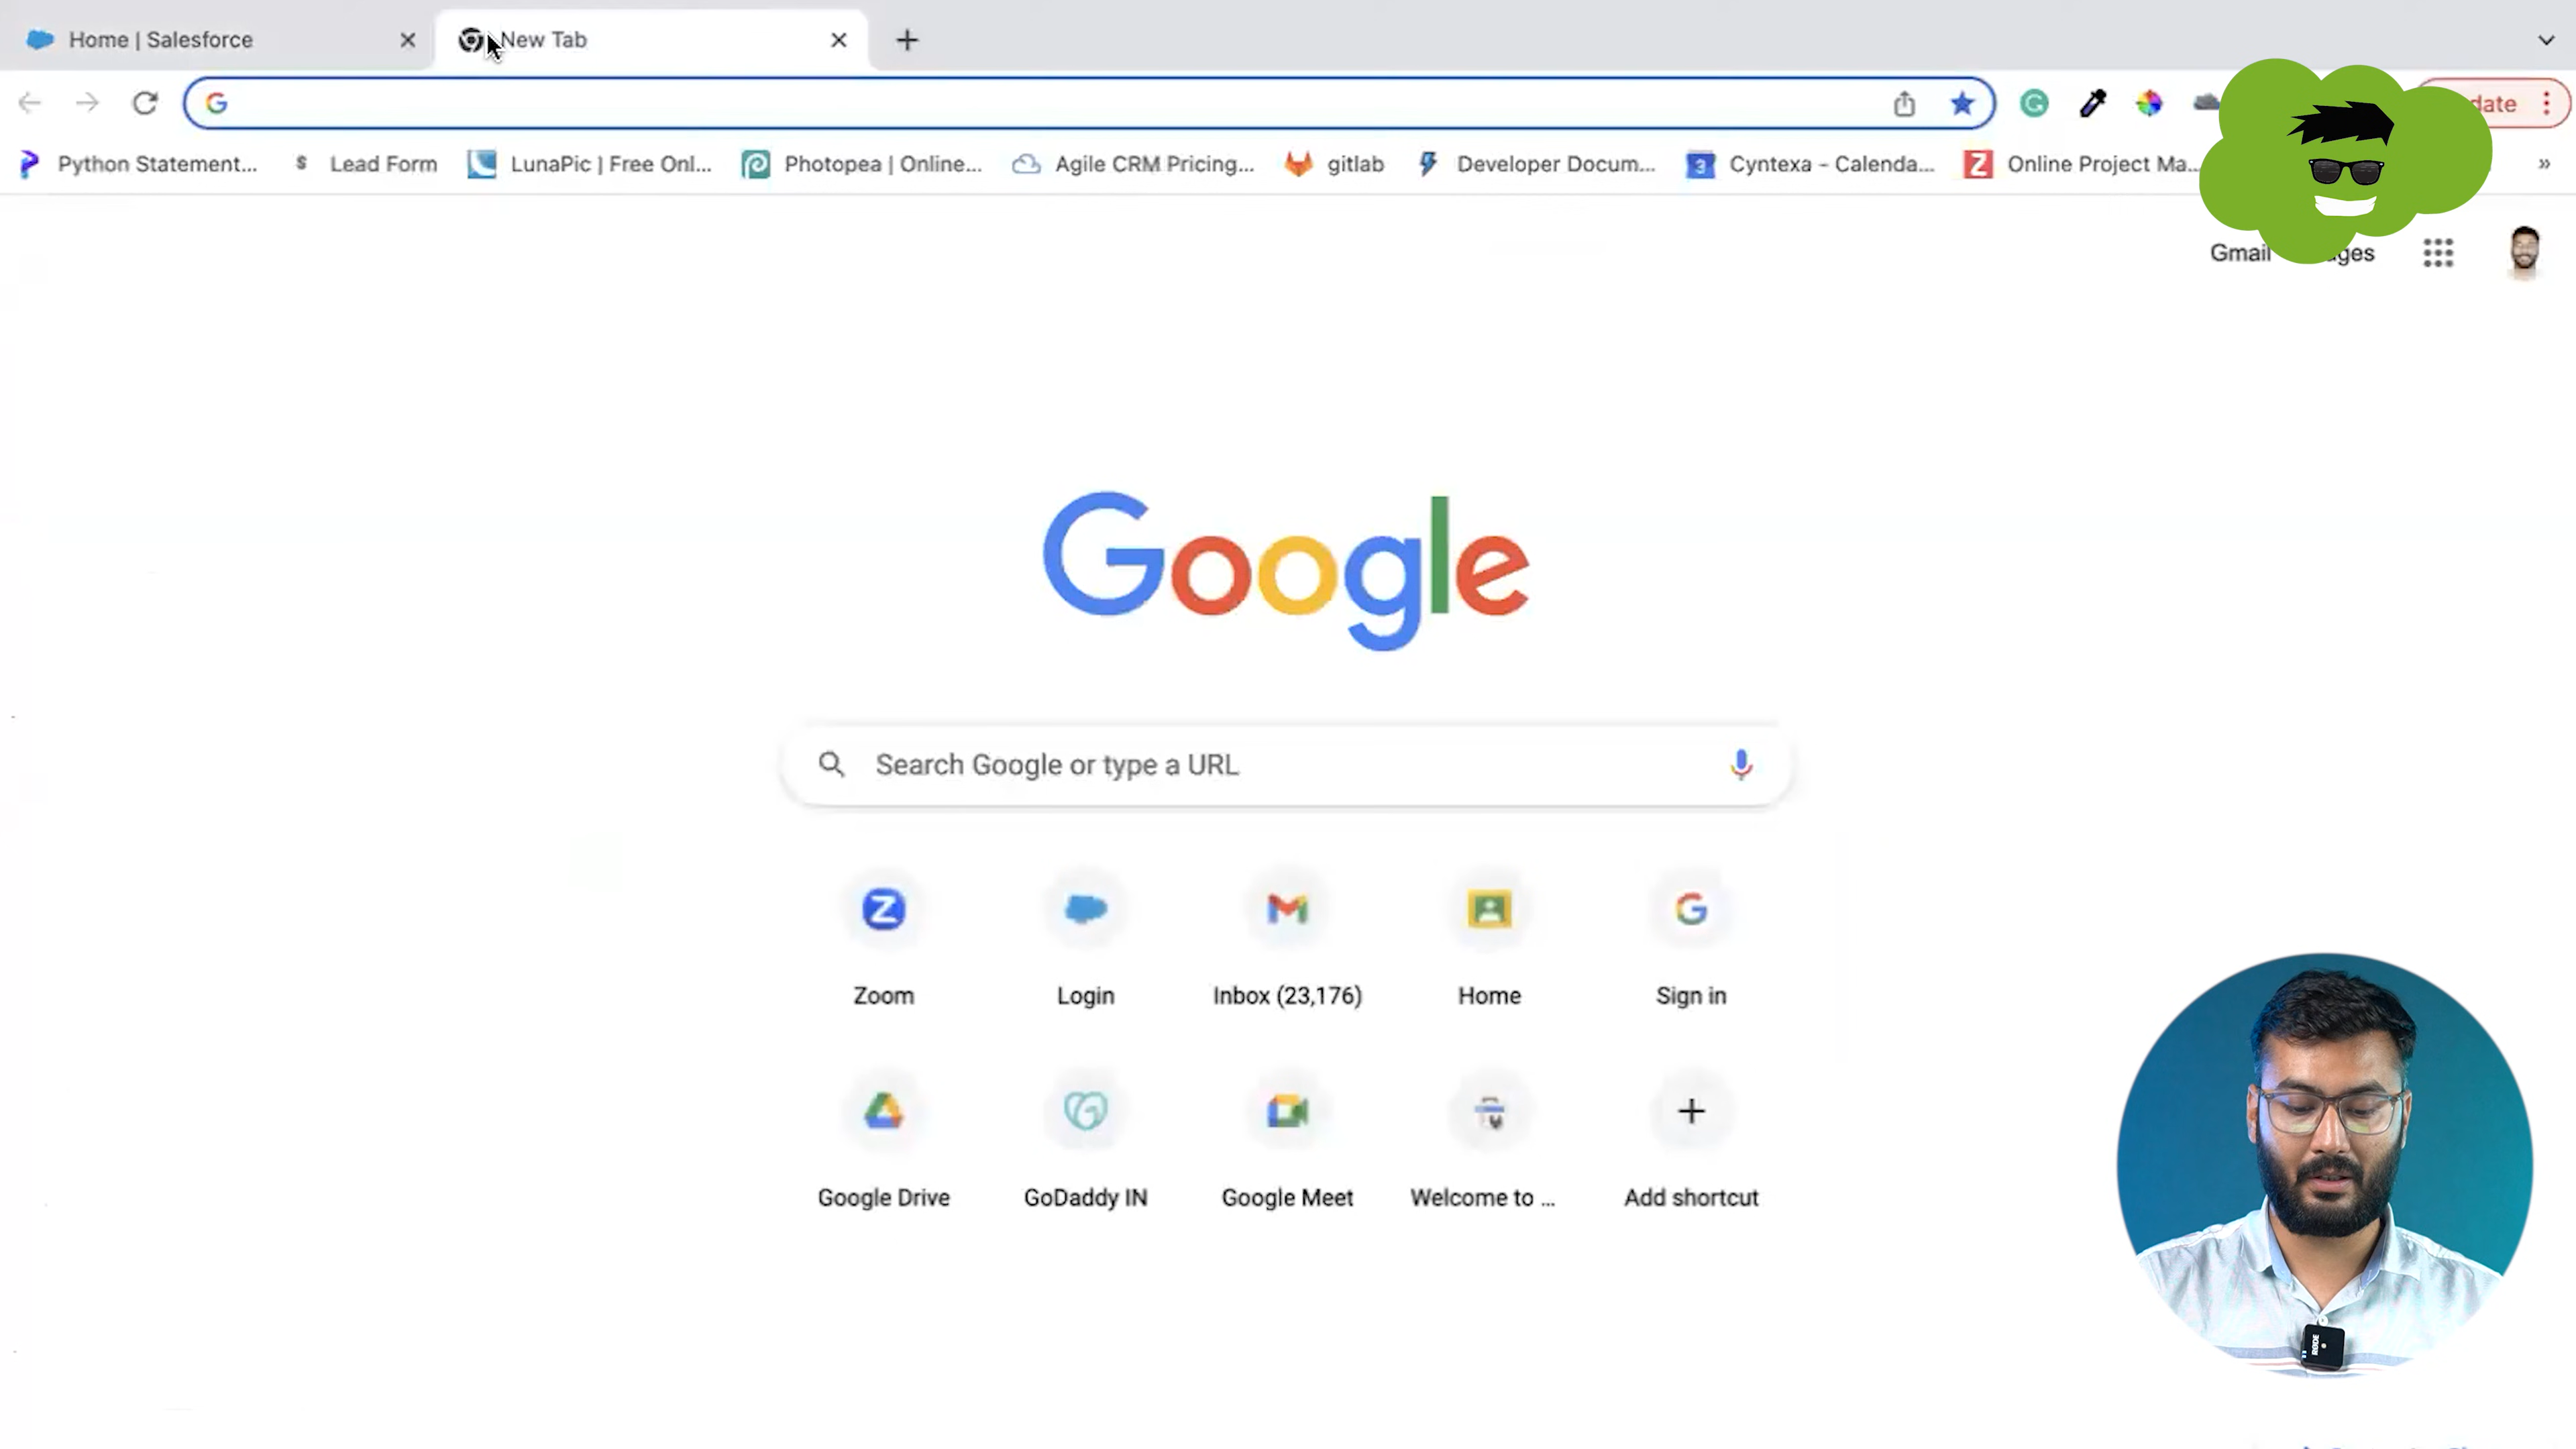 Home | Salesforce
New Tab
Python Statement...
Lead Form
LunaPic | Free Onl...
Photopea | Online...
Agile CRM Pricing...
gitlab
Developer Docum...
Cyntexa – Calenda...
Online Project Ma...
Gmail
Google
Search Google or type a URL
Zoom
Login
Inbox (23,176)
Home
Sign in
Google Drive
GoDaddy IN
Google Meet
Welcome to ...
Add shortcut
RØDE